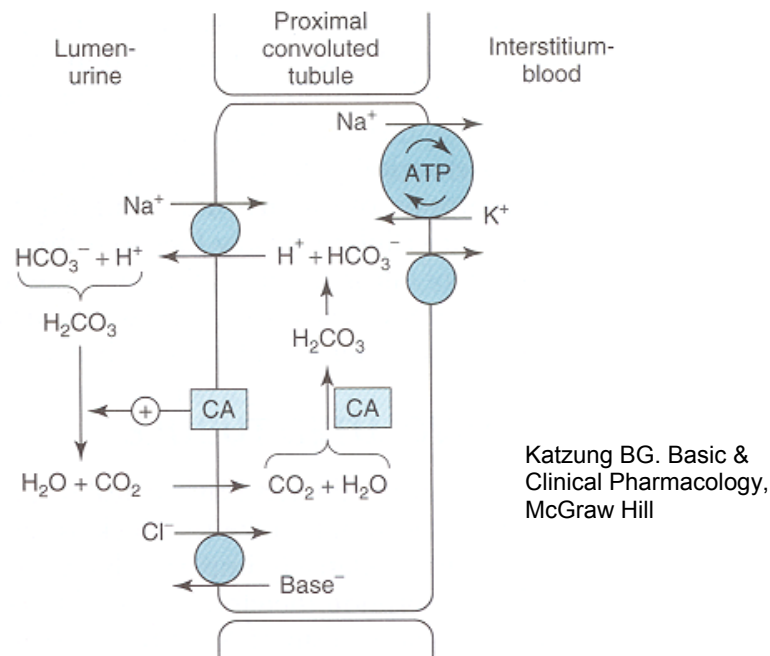 Lumen-
urine
Proximal
convoluted
tubule
Interstitium-
blood
Na⁺
ATP
K⁺
Na⁺
HCO₃⁻ + H⁺
H⁺ + HCO₃⁻
H₂CO₃
H₂CO₃
+
CA
CA
H₂O + CO₂
CO₂ + H₂O
Cl⁻
Base⁻
Katzung BG. Basic &
Clinical Pharmacology,
McGraw Hill